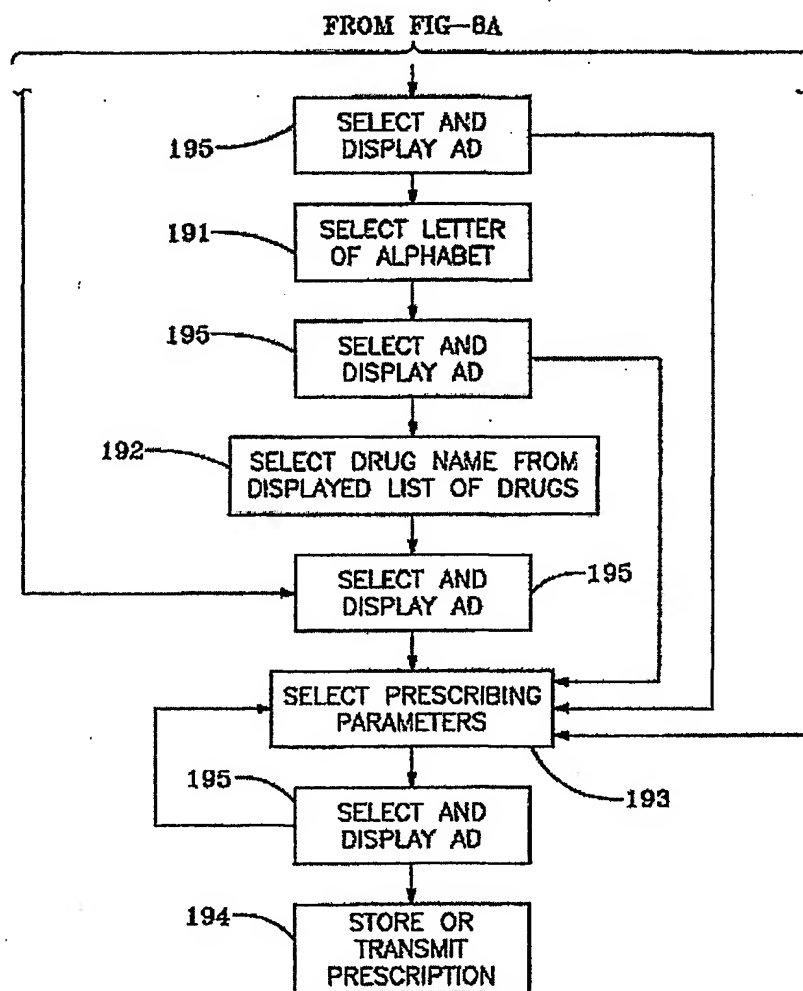 FROM FIG-8A
195
SELECT AND
DISPLAY AD
191
SELECT LETTER
OF ALPHABET
195
SELECT AND
DISPLAY AD
192
SELECT DRUG NAME FROM
DISPLAYED LIST OF DRUGS
SELECT AND
DISPLAY AD
195
SELECT PRESCRIBING
PARAMETERS
193
195
SELECT AND
DISPLAY AD
194
STORE OR
TRANSMIT
PRESCRIPTION